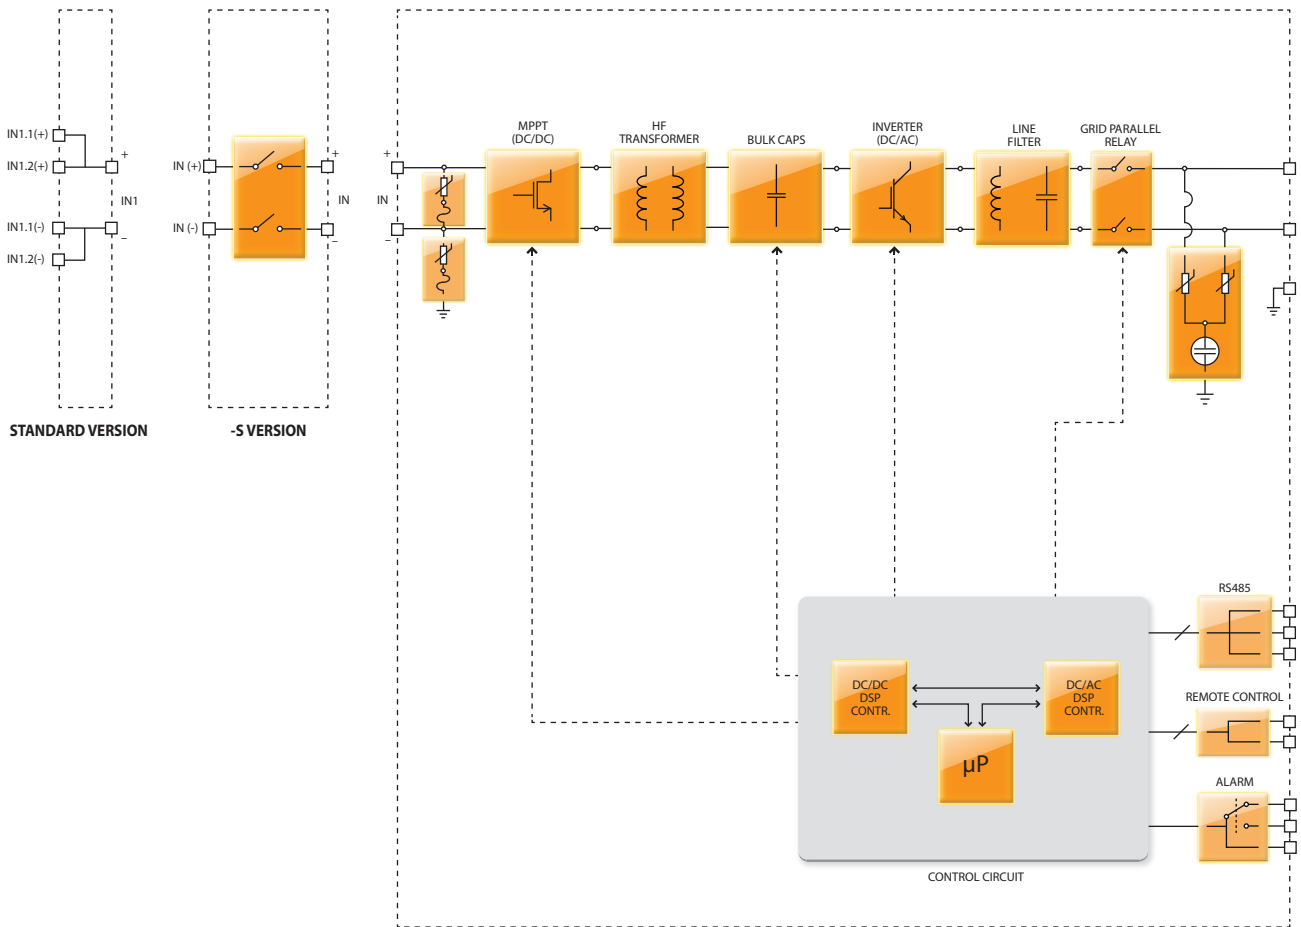 IN1.1(+)
IN1.2(+)
IN1.1(-)
IN1.2(-)
+
IN1
–
STANDARD VERSION
IN (+)
IN (-)
+
IN
–
-S VERSION
+
IN
–
MPPT
(DC/DC)
HF
TRANSFORMER
BULK CAPS
INVERTER
(DC/AC)
LINE
FILTER
GRID PARALLEL
RELAY
DC/DC
DSP
CONTR.
DC/AC
DSP
CONTR.
µP
CONTROL CIRCUIT
RS485
REMOTE CONTROL
ALARM